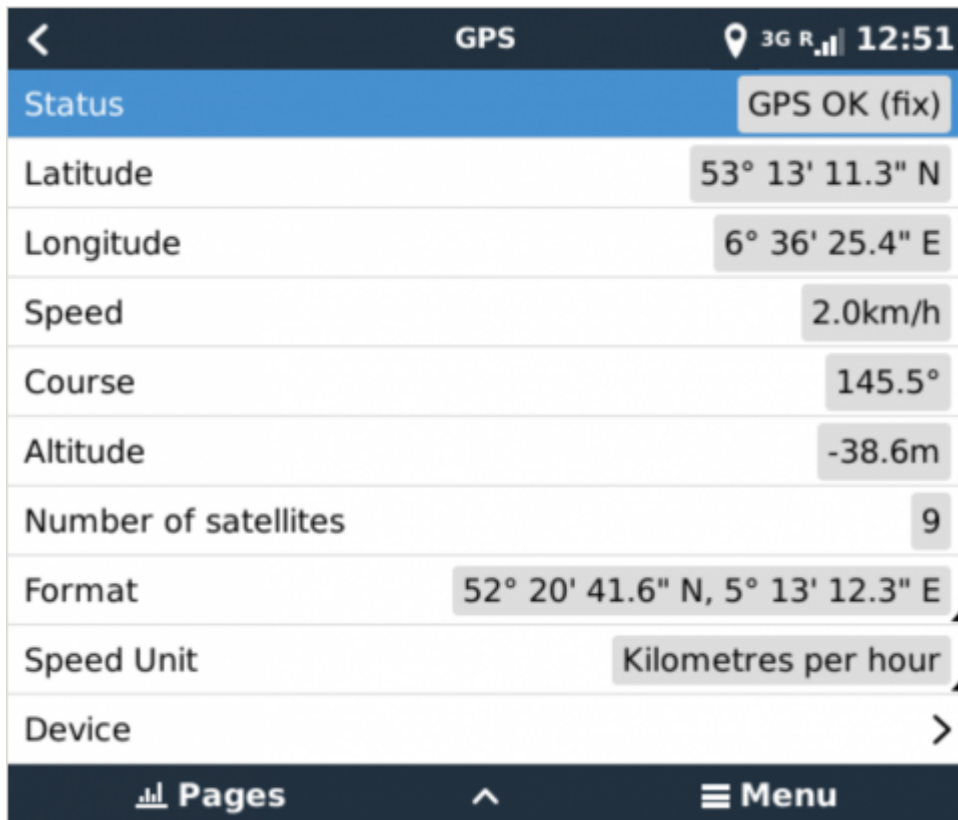 GPS 3G R 12:51
Status GPS OK (fix)
Latitude 53° 13' 11.3" N
Longitude 6° 36' 25.4" E
Speed 2.0km/h
Course 145.5°
Altitude -38.6m
Number of satellites 9
Format 52° 20' 41.6" N, 5° 13' 12.3" E
Speed Unit Kilometres per hour
Device
Pages Menu